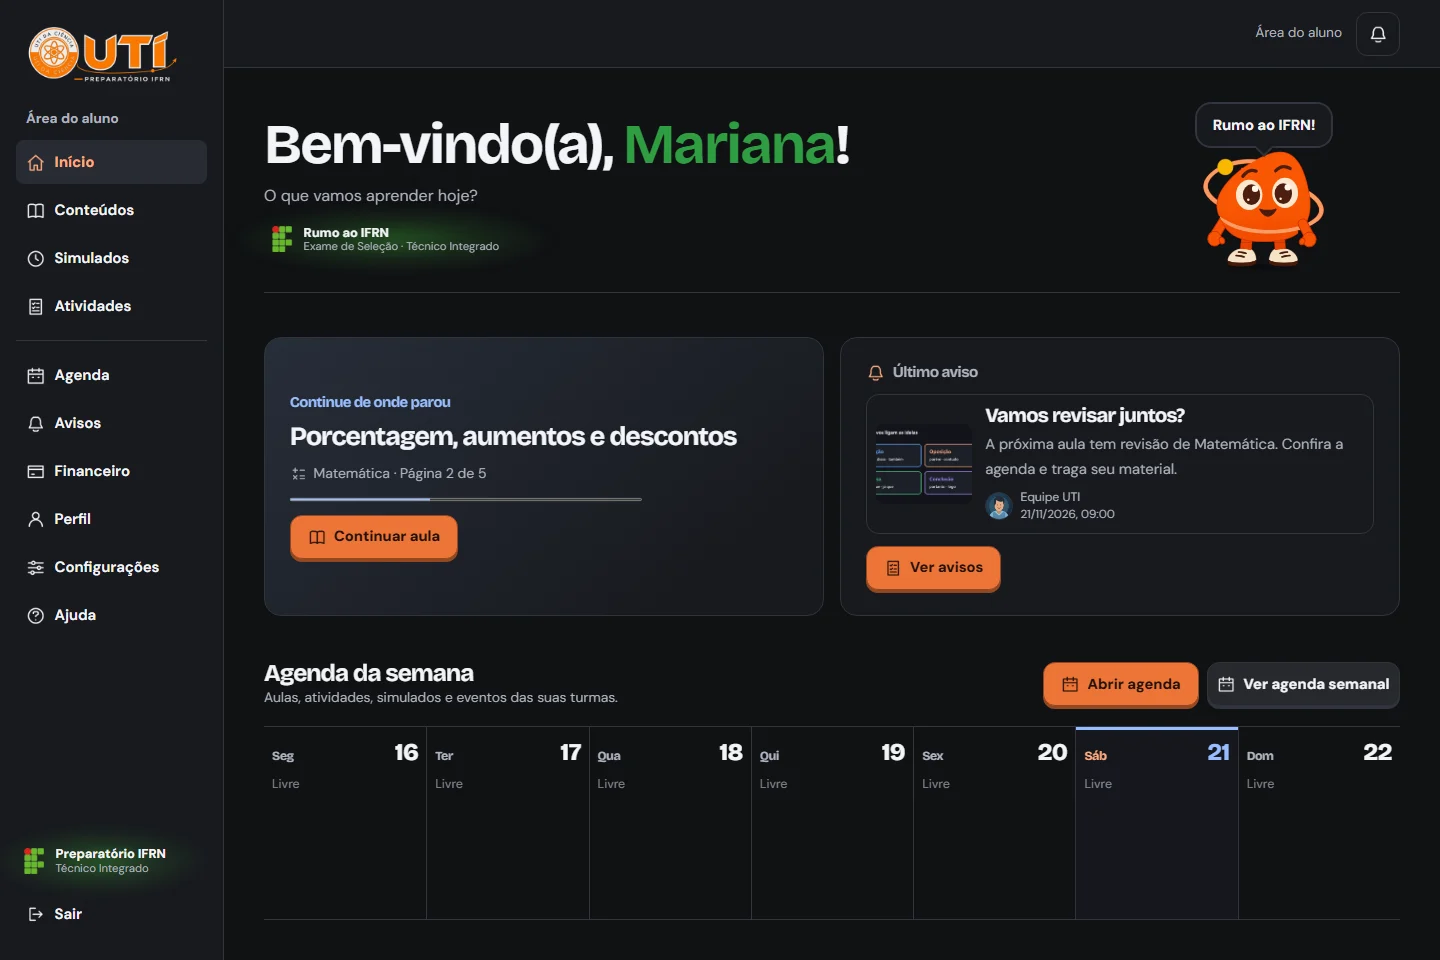 UTI DA CIÊNCIA
UTI
PREPARATÓRIO IFRN
Área do aluno
Início
Conteúdos
Simulados
Atividades
Agenda
Avisos
Financeiro
Perfil
Configurações
Ajuda
Preparatório IFRN
Técnico Integrado
Sair
Área do aluno
Bem-vindo(a), Mariana!
O que vamos aprender hoje?
Rumo ao IFRN
Exame de Seleção · Técnico Integrado
Rumo ao IFRN!
Continue de onde parou
Porcentagem, aumentos e descontos
Matemática · Página 2 de 5
Continuar aula
Último aviso
Oposição
Conclusão
Vamos revisar juntos?
A próxima aula tem revisão de Matemática. Confira a
agenda e traga seu material.
Equipe UTI
21/11/2026, 09:00
Ver avisos
Agenda da semana
Aulas, atividades, simulados e eventos das suas turmas.
Abrir agenda
Ver agenda semanal
Seg 16
Livre
Ter 17
Livre
Qua 18
Livre
Qui 19
Livre
Sex 20
Livre
Sáb 21
Livre
Dom 22
Livre